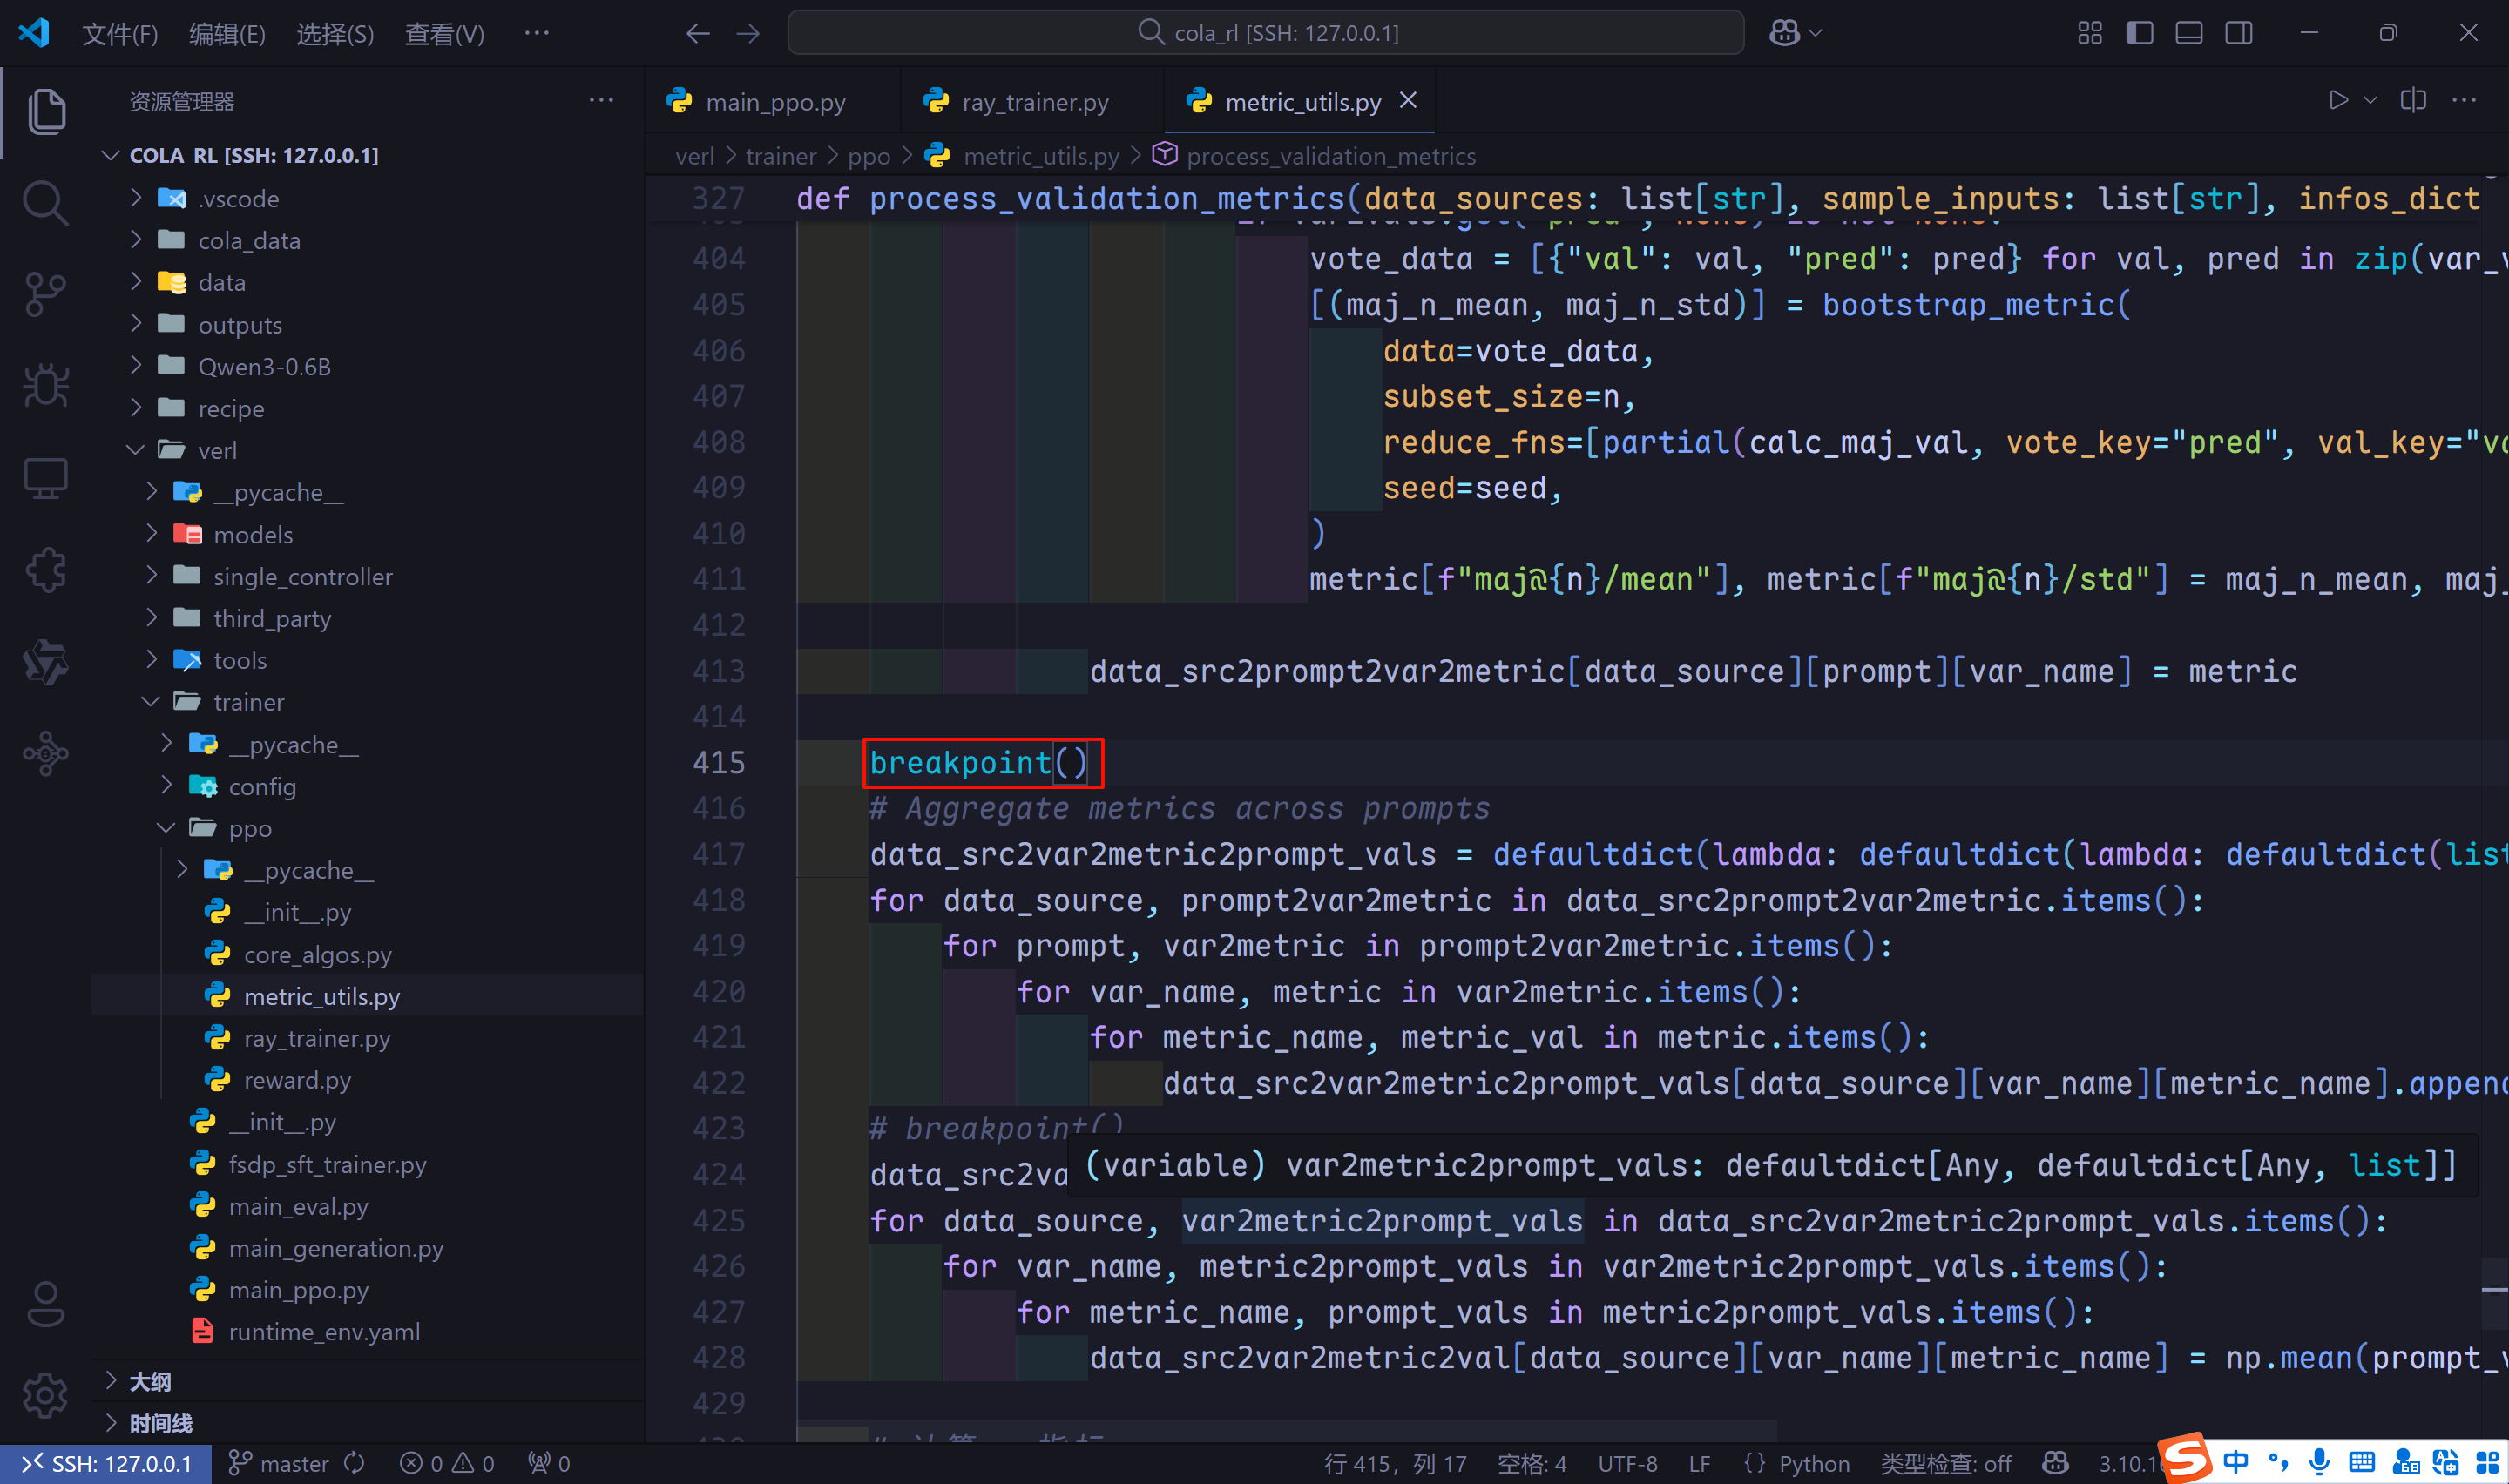 文件(F) 编辑(E) 选择(S) 查看(V) ··· cola_rl [SSH: 127.0.0.1]
资源管理器 ···
COLA_RL [SSH: 127.0.0.1]
.vscode
cola_data
data
outputs
Qwen3-0.6B
recipe
verl
__pycache__
models
single_controller
third_party
tools
trainer
__pycache__
config
ppo
__pycache__
__init__.py
core_algos.py
metric_utils.py
ray_trainer.py
reward.py
__init__.py
fsdp_sft_trainer.py
main_eval.py
main_generation.py
main_ppo.py
runtime_env.yaml
大纲
时间线
main_ppo.py ray_trainer.py metric_utils.py
verl > trainer > ppo > metric_utils.py > process_validation_metrics
327 def process_validation_metrics(data_sources: list[str], sample_inputs: list[str], infos_dict
404 vote_data = [{"val": val, "pred": pred} for val, pred in zip(var_v
405 [(maj_n_mean, maj_n_std)] = bootstrap_metric(
406 data=vote_data,
407 subset_size=n,
408 reduce_fns=[partial(calc_maj_val, vote_key="pred", val_key="va
409 seed=seed,
410 )
411 metric[f"maj@{n}/mean"], metric[f"maj@{n}/std"] = maj_n_mean, maj_
412
413 data_src2prompt2var2metric[data_source][prompt][var_name] = metric
414
415 breakpoint()
416 # Aggregate metrics across prompts
417 data_src2var2metric2prompt_vals = defaultdict(lambda: defaultdict(lambda: defaultdict(list
418 for data_source, prompt2var2metric in data_src2prompt2var2metric.items():
419 for prompt, var2metric in prompt2var2metric.items():
420 for var_name, metric in var2metric.items():
421 for metric_name, metric_val in metric.items():
422 data_src2var2metric2prompt_vals[data_source][var_name][metric_name].append
423 # breakpoint()
(variable) var2metric2prompt_vals: defaultdict[Any, defaultdict[Any, list]]
424 data_src2va
425 for data_source, var2metric2prompt_vals in data_src2var2metric2prompt_vals.items():
426 for var_name, metric2prompt_vals in var2metric2prompt_vals.items():
427 for metric_name, prompt_vals in metric2prompt_vals.items():
428 data_src2var2metric2val[data_source][var_name][metric_name] = np.mean(prompt_v
429
SSH: 127.0.0.1 master 0 0 0 行 415, 列 17 空格: 4 UTF-8 LF {} Python 类型检查: off 3.10.1 中